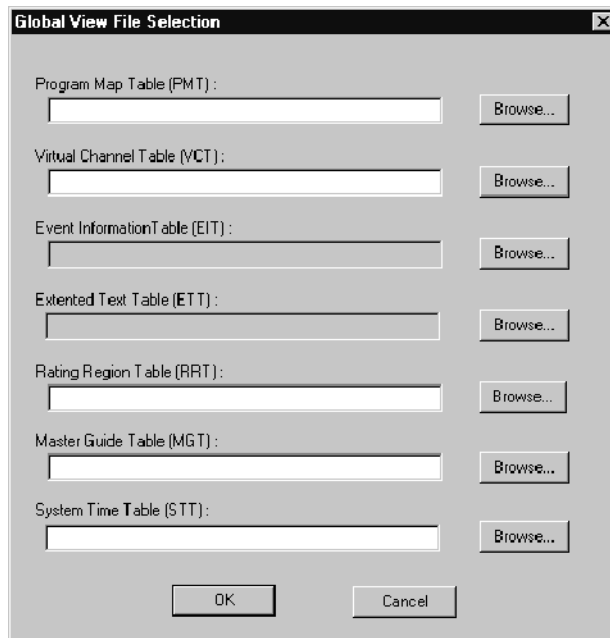 Global View File Selection
Program Map Table (PMT) :
Browse...
Virtual Channel Table (VCT) :
Browse...
Event InformationTable (EIT) :
Browse...
Extented Text Table (ETT) :
Browse...
Rating Region Table (RRT) :
Browse...
Master Guide Table (MGT) :
Browse...
System Time Table (STT) :
Browse...
OK
Cancel